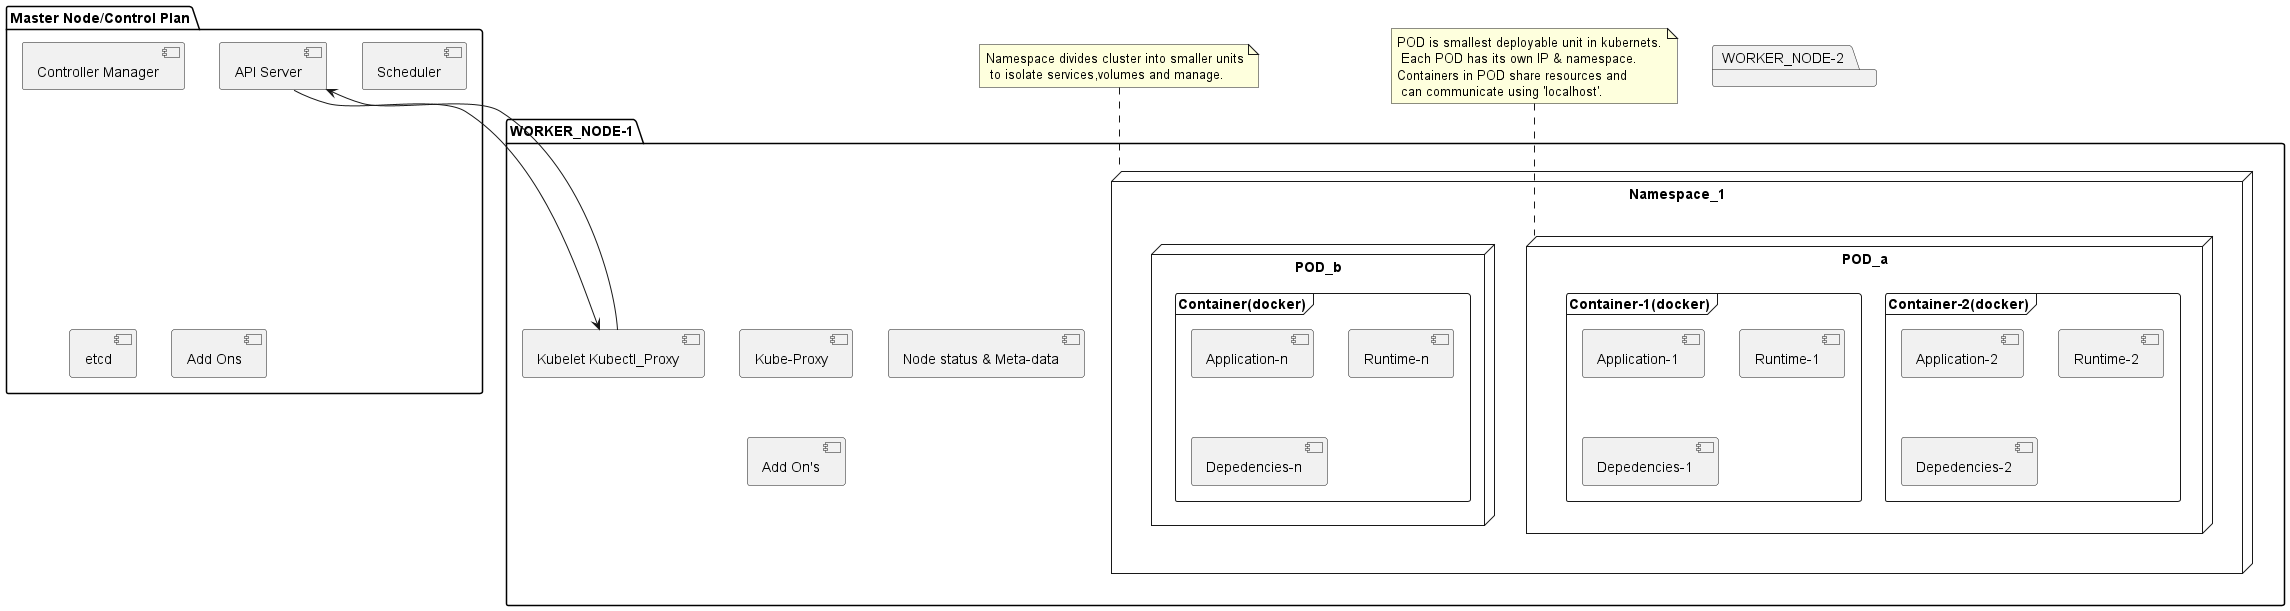 Master Node/Control Plan
Controller Manager
API Server
Scheduler
etcd
Add Ons
Namespace divides cluster into smaller units
to isolate services,volumes and manage.
POD is smallest deployable unit in kubernets.
Each POD has its own IP & namespace.
Containers in POD share resources and
can communicate using 'localhost'.
WORKER_NODE-2
WORKER_NODE-1
Kubelet Kubectl_Proxy
Kube-Proxy
Node status & Meta-data
Add On's
Namespace_1
POD_b
Container(docker)
Application-n
Runtime-n
Depedencies-n
POD_a
Container-1(docker)
Application-1
Runtime-1
Depedencies-1
Container-2(docker)
Application-2
Runtime-2
Depedencies-2